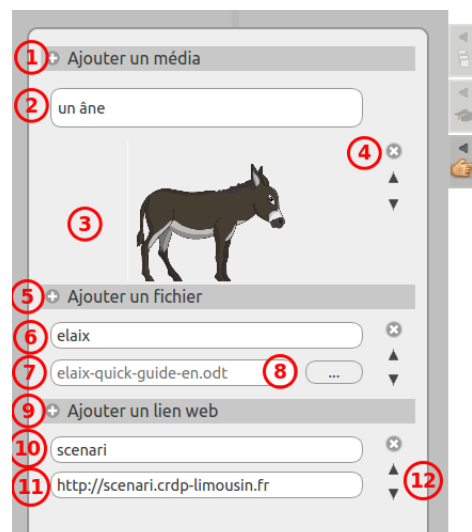 1 Ajouter un média
2 un âne
4
3
5 Ajouter un fichier
6 elaix
7 elaix-quick-guide-en.odt 8 ...
9 Ajouter un lien web
10 scenari
11 http://scenari.crdp-limousin.fr 12